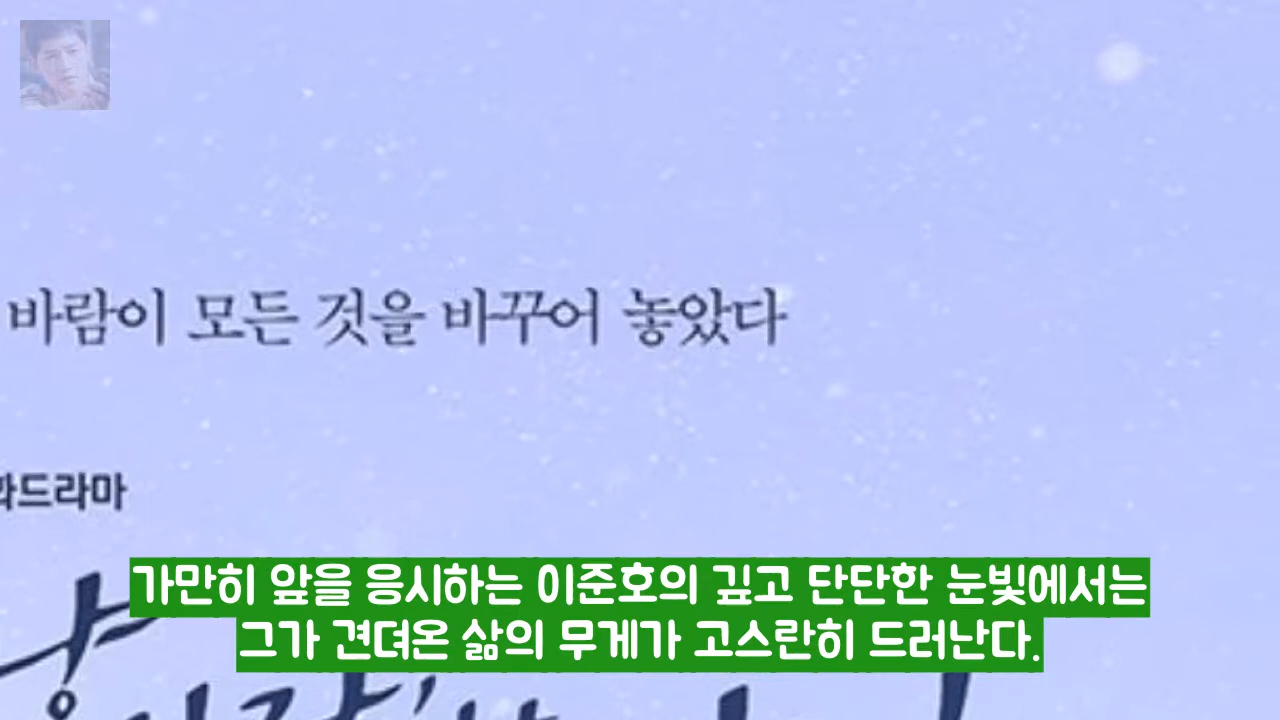 바람이 모든 것을 바꾸어 놓았다
화드라마
가만히 앞을 응시하는 이준호의 깊고 단단한 눈빛에서는
그가 견뎌온 삶의 무게가 고스란히 드러난다.